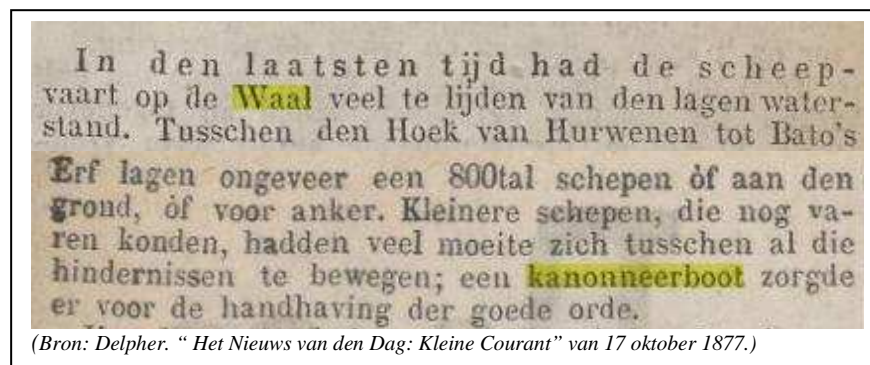 In den laatsten tijd had de scheep-
vaart op de Waal veel te lijden van den lagen water-
stand. Tusschen den Hoek van Hurwenen tot Bato's
Erf lagen ongeveer een 800tal schepen òf aan den
grond, òf voor anker. Kleinere schepen, die nog va-
ren konden, hadden veel moeite zich tusschen al die
hindernissen te bewegen; een kanonneerboot zorgde
er voor de handhaving der goede orde.
(Bron: Delpher. “ Het Nieuws van den Dag: Kleine Courant” van 17 oktober 1877.)